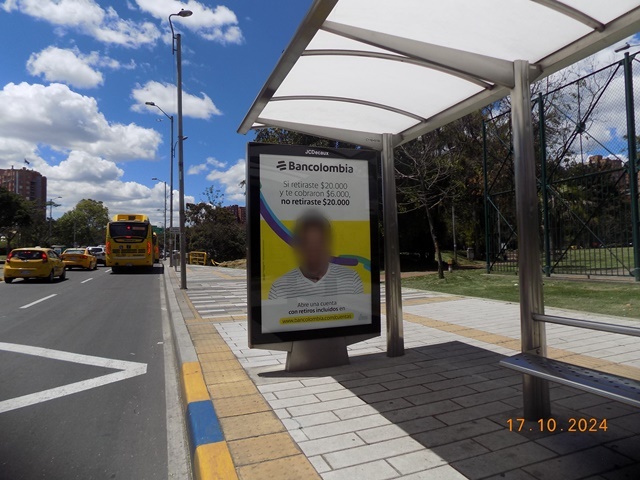 JCDecaux
Bancolombia
Si retiraste $20.000
y te cobraron $6.000,
no retiraste $20.000
Abre una cuenta
con retiros incluidos en
17.10.2024